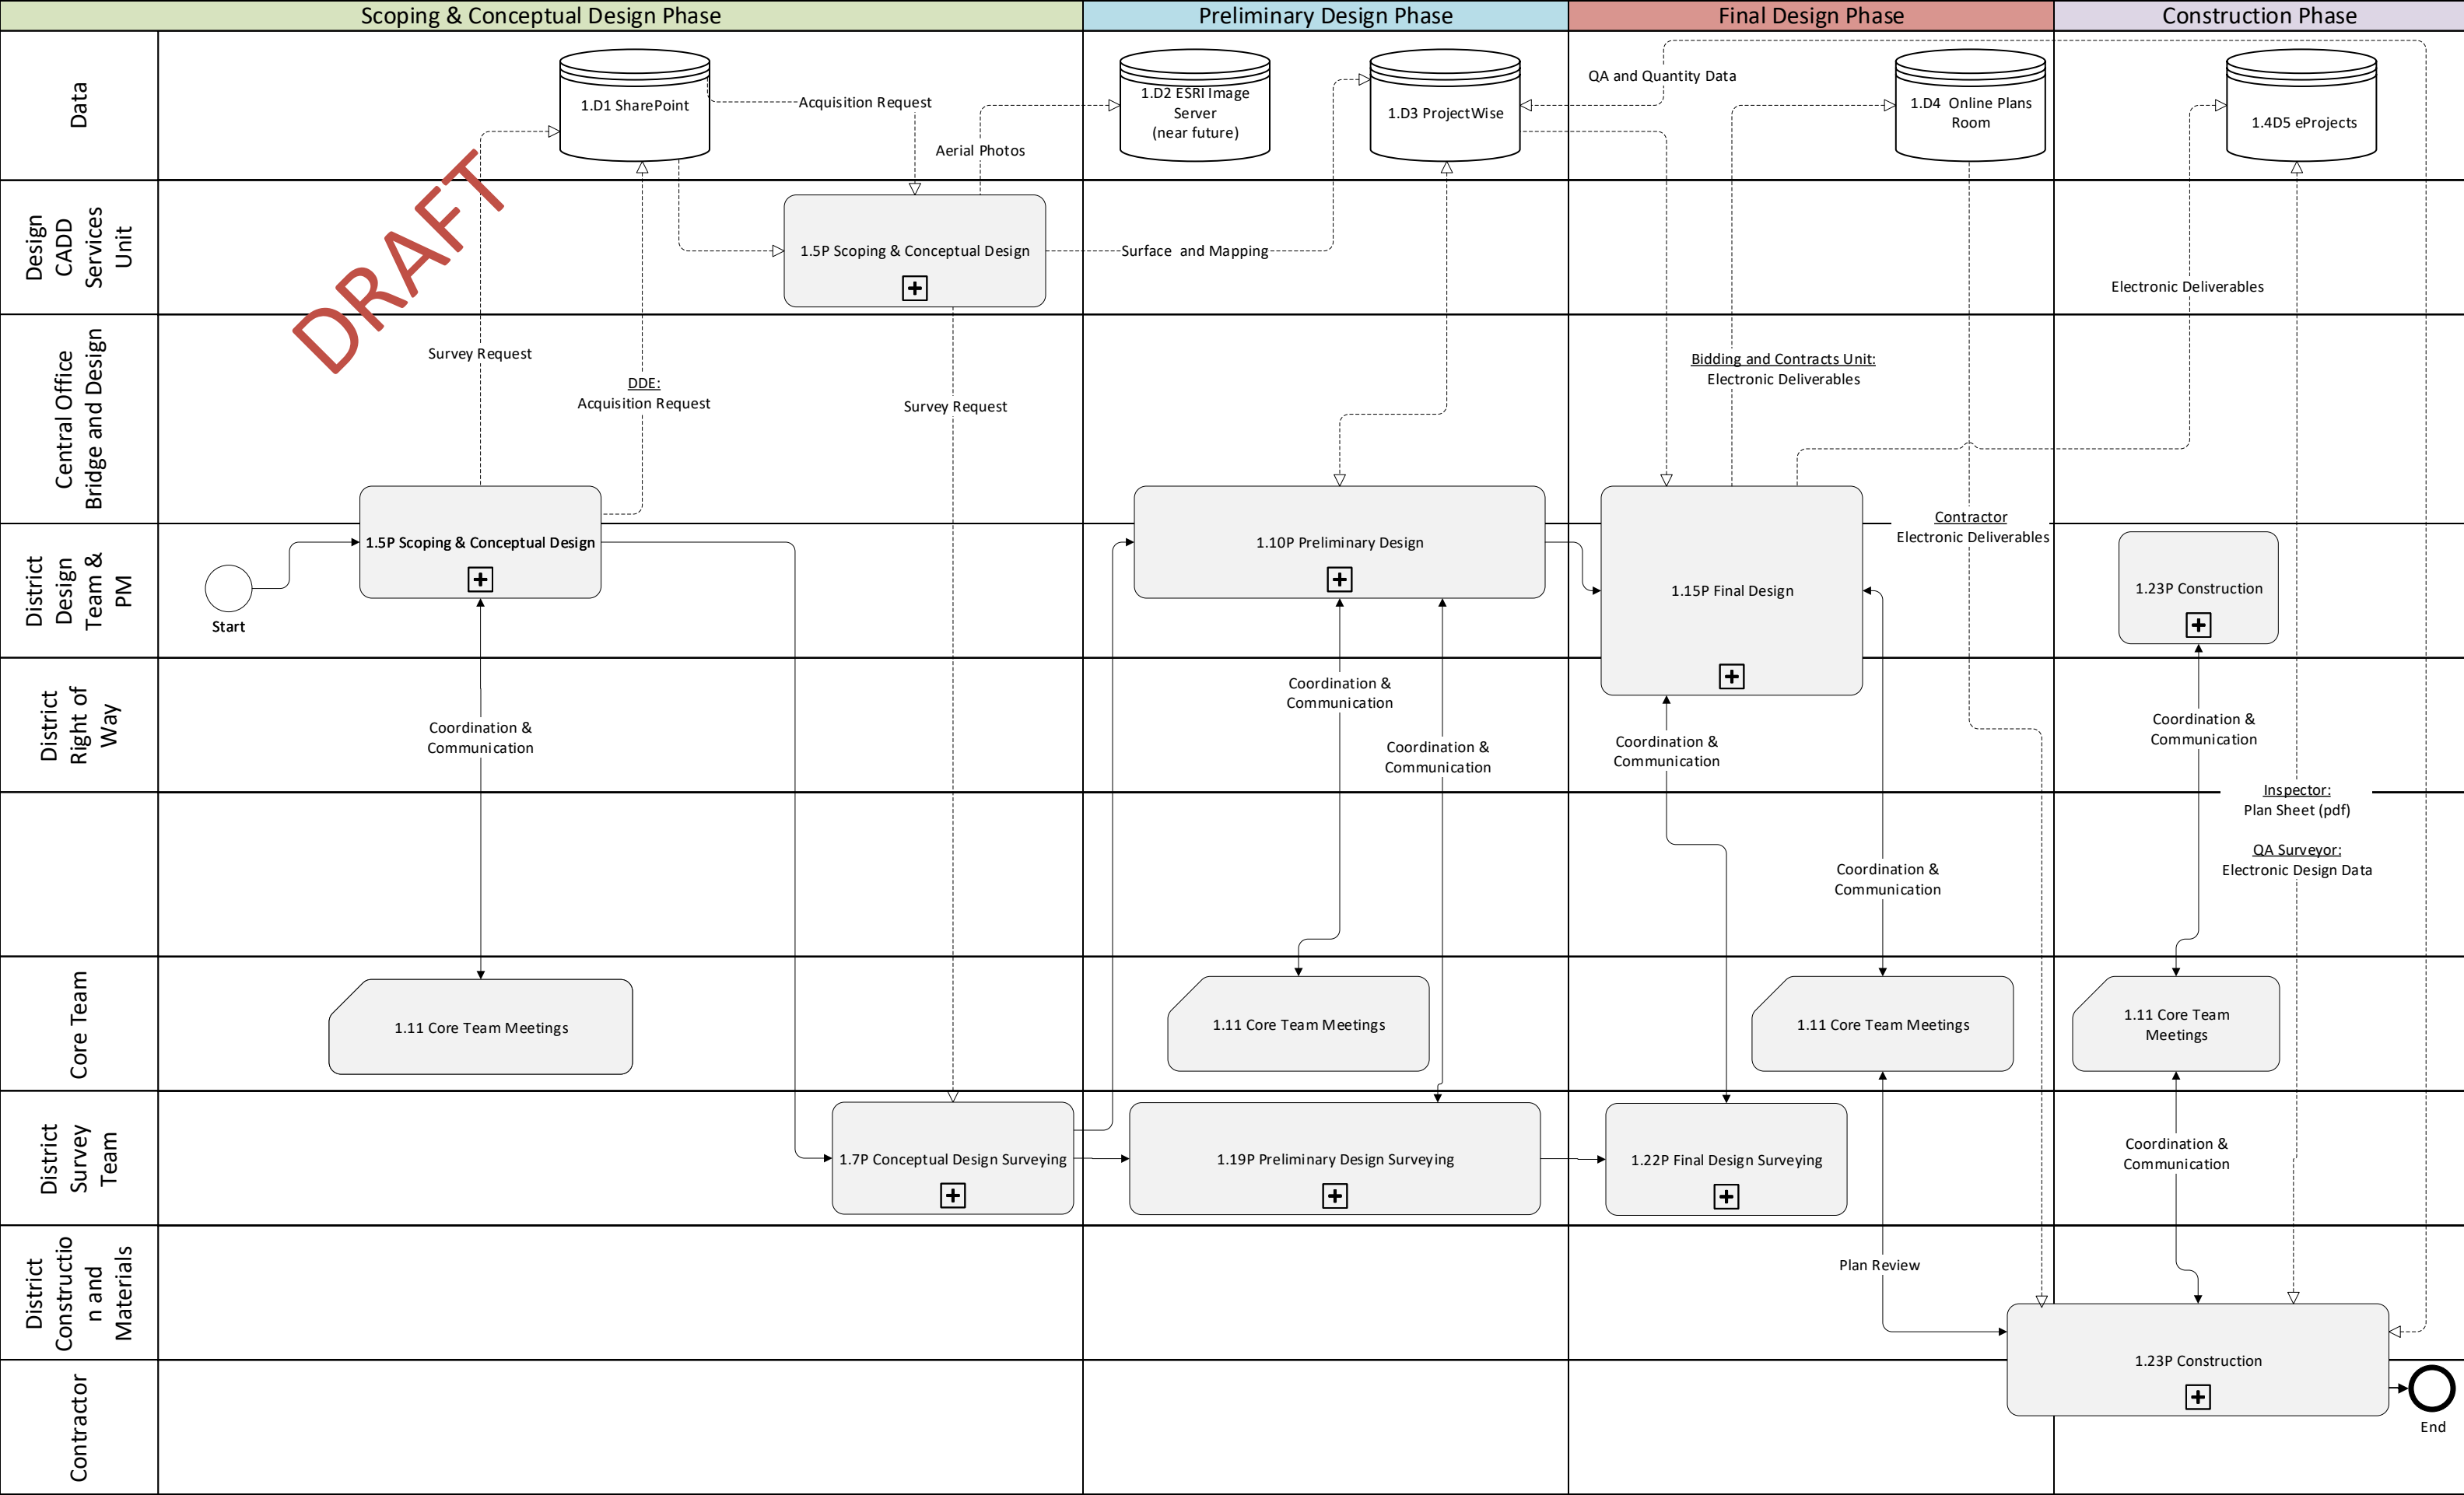 Scoping & Conceptual Design Phase
Preliminary Design Phase
Final Design Phase
Construction Phase
Data
1.D1 SharePoint
Acquisition Request
Aerial Photos
1.D2 ESRI Image
Server
(near future)
1.D3 ProjectWise
QA and Quantity Data
1.D4 Online Plans
Room
1.4D5 eProjects
DRAFT
Design
CADD
Services
Unit
1.5P Scoping & Conceptual Design
Surface and Mapping
Electronic Deliverables
Central Office
Bridge and Design
Survey Request
DDE:
Acquisition Request
Survey Request
Bidding and Contracts Unit:
Electronic Deliverables
Contractor
Electronic Deliverables
District
Design
Team &
PM
Start
1.5P Scoping & Conceptual Design
1.10P Preliminary Design
1.15P Final Design
1.23P Construction
District
Right of
Way
Coordination &
Communication
Coordination &
Communication
Coordination &
Communication
Coordination &
Communication
Coordination &
Communication
Inspector:
Plan Sheet (pdf)
QA Surveyor:
Electronic Design Data
Coordination &
Communication
Core Team
1.11 Core Team Meetings
1.11 Core Team Meetings
1.11 Core Team Meetings
1.11 Core Team
Meetings
District
Survey
Team
1.7P Conceptual Design Surveying
1.19P Preliminary Design Surveying
1.22P Final Design Surveying
Coordination &
Communication
District
Constructio
n and
Materials
Plan Review
1.23P Construction
Contractor
End